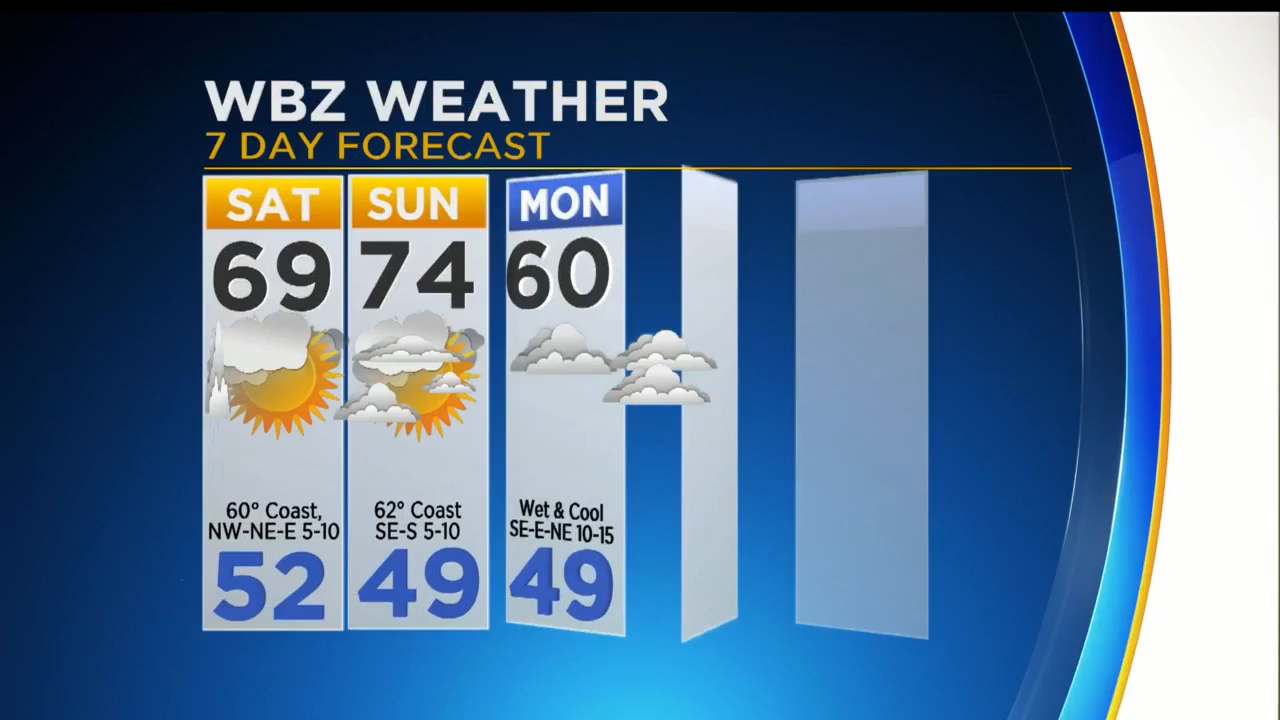 WBZ WEATHER
7 DAY FORECAST
SAT
69
60° Coast,
NW-NE-E 5-10
52
SUN
74
62° Coast
SE-S 5-10
49
MON
60
Wet & Cool
SE-E-NE 10-15
49